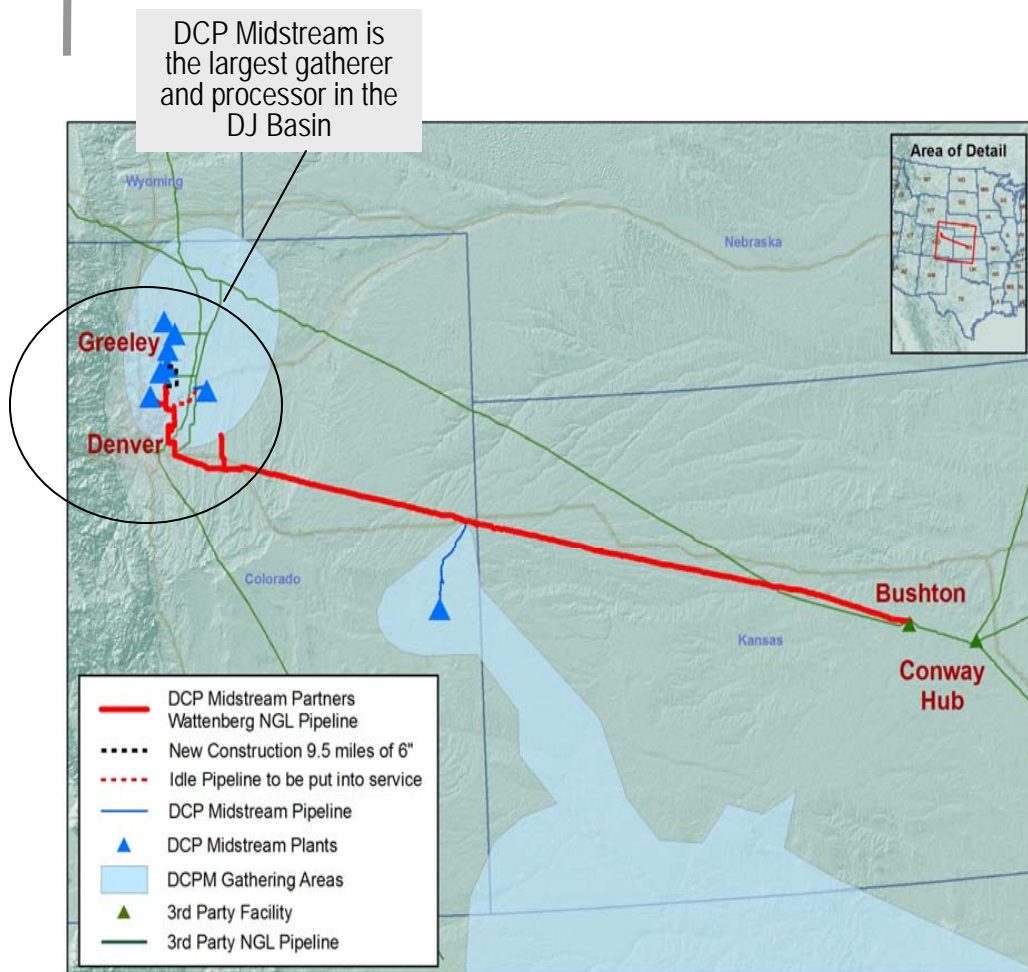 DCP Midstream is
the largest gatherer
and processor in the
DJ Basin
Area of Detail
Wyoming
Nebraska
Greeley
Denver
Colorado
Bushton
Kansas
Conway
Hub
DCP Midstream Partners
Wattenberg NGL Pipeline
New Construction 9.5 miles of 6"
Idle Pipeline to be put into service
DCP Midstream Pipeline
DCP Midstream Plants
DCPM Gathering Areas
3rd Party Facility
3rd Party NGL Pipeline